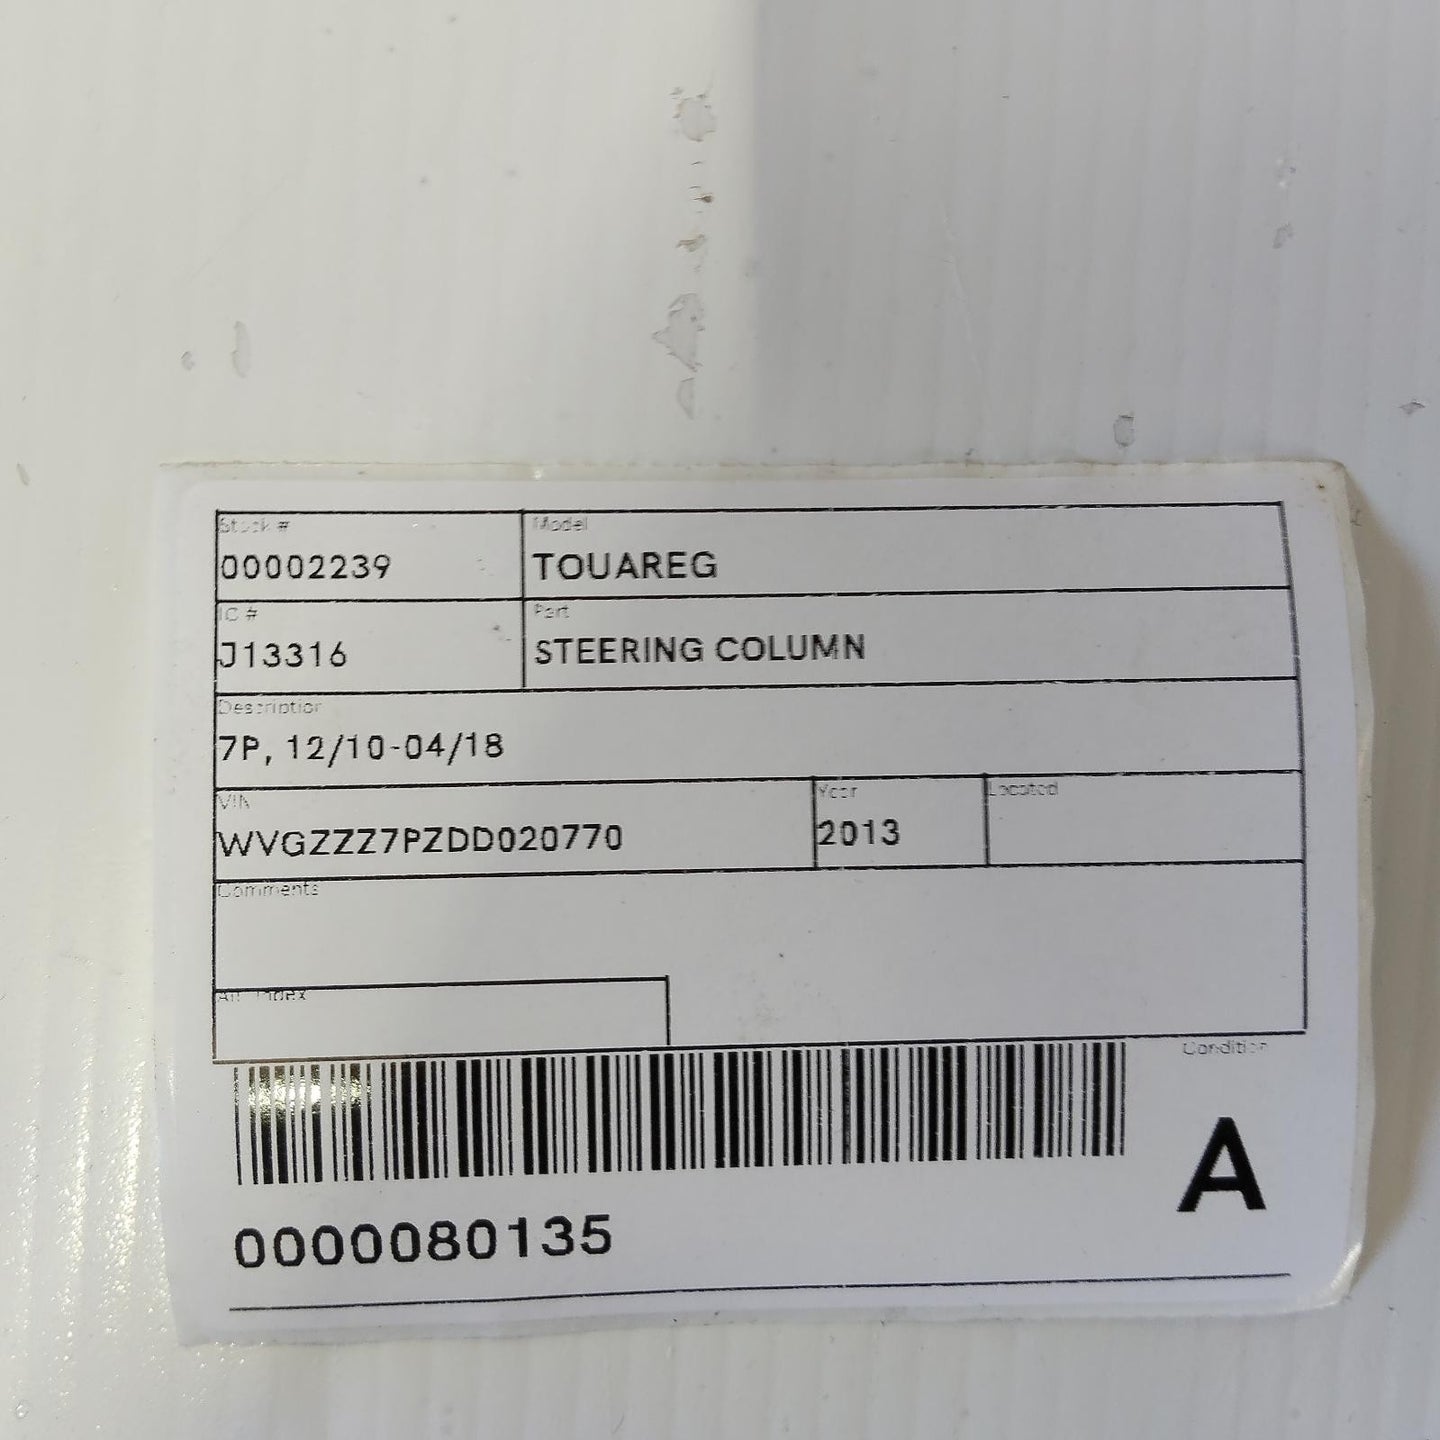 Stock # Model
00002239 TOUAREG
IC # Part
J13316 STEERING COLUMN
Description
7P, 12/10-04/18
VIN Year Located
WVGZZZ7PZDD020770 2013
Comments
Index
Condition
A
0000080135